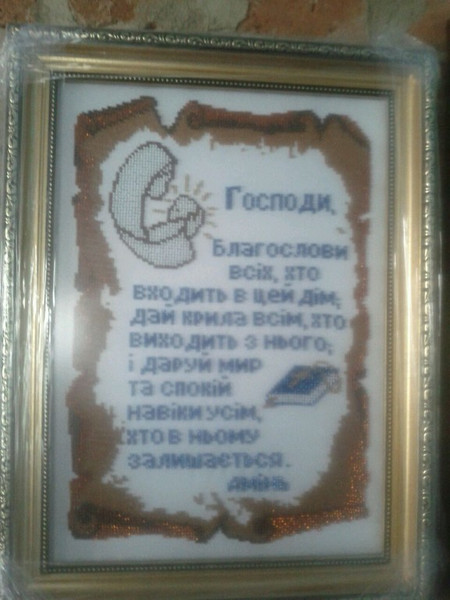 Господи,
Благослови
всіх, хто
входить в цей дім;
дай крила всім, хто
виходить з нього;
і даруй мир
та спокій
навіки усім,
хто в ньому
залишається.
Амінь